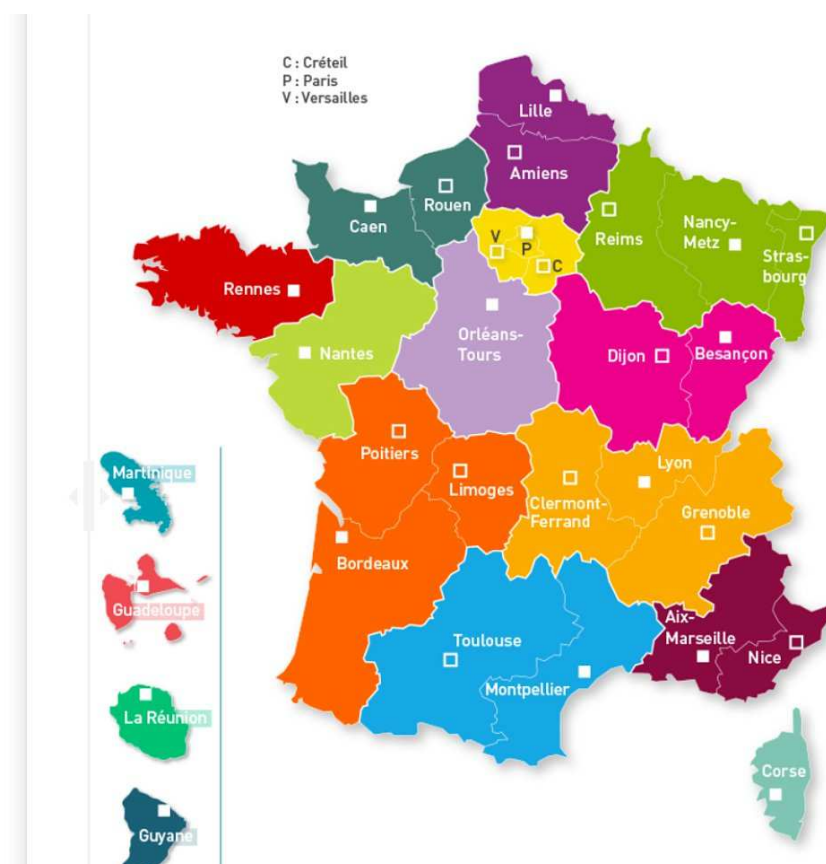 C : Créteil
P : Paris
V : Versailles
Lille
Amiens
Rouen
Caen
V
P
C
Reims
Nancy-
Metz
Stras-
bourg
Rennes
Nantes
Orléans-
Tours
Dijon
Besançon
Poitiers
Limoges
Clermont-
Ferrand
Lyon
Grenoble
Martinique
Bordeaux
Guadeloupe
Toulouse
Montpellier
Aix-
Marseille
Nice
La Réunion
Corse
Guyane